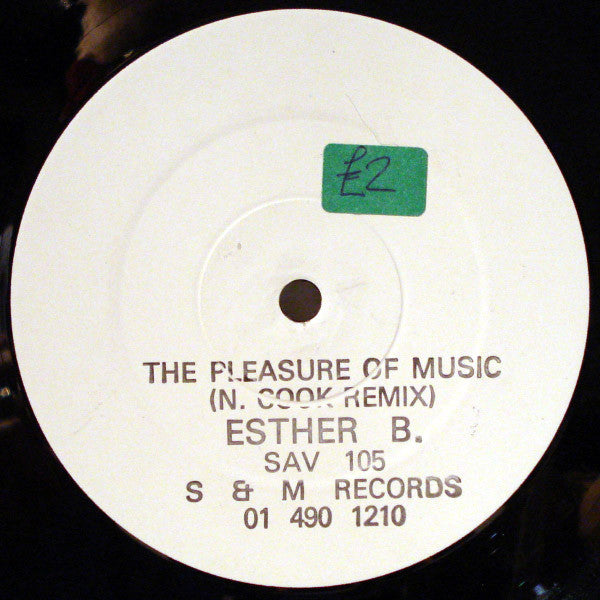 £2
THE PLEASURE OF MUSIC
(N. COOK REMIX)
ESTHER B.
SAV 105
S & M RECORDS
01 490 1210